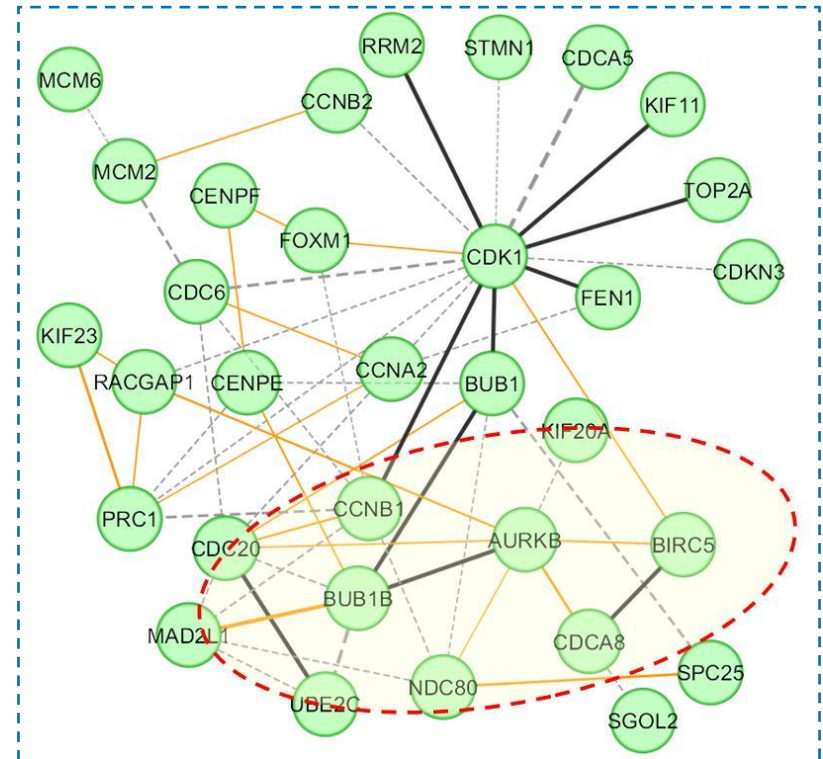 RRM2
STMN1
CDCA5
MCM6
CCNB2
KIF11
MCM2
CENPF
TOP2A
FOXM1
CDK1
CDKN3
CDC6
FEN1
KIF23
RACGAP1
CENPE
CCNA2
BUB1
KIF20A
PRC1
CCNB1
CDC20
AURKB
BIRC5
BUB1B
MAD2L1
CDCA8
SPC25
NDC80
UBE2C
SGOL2